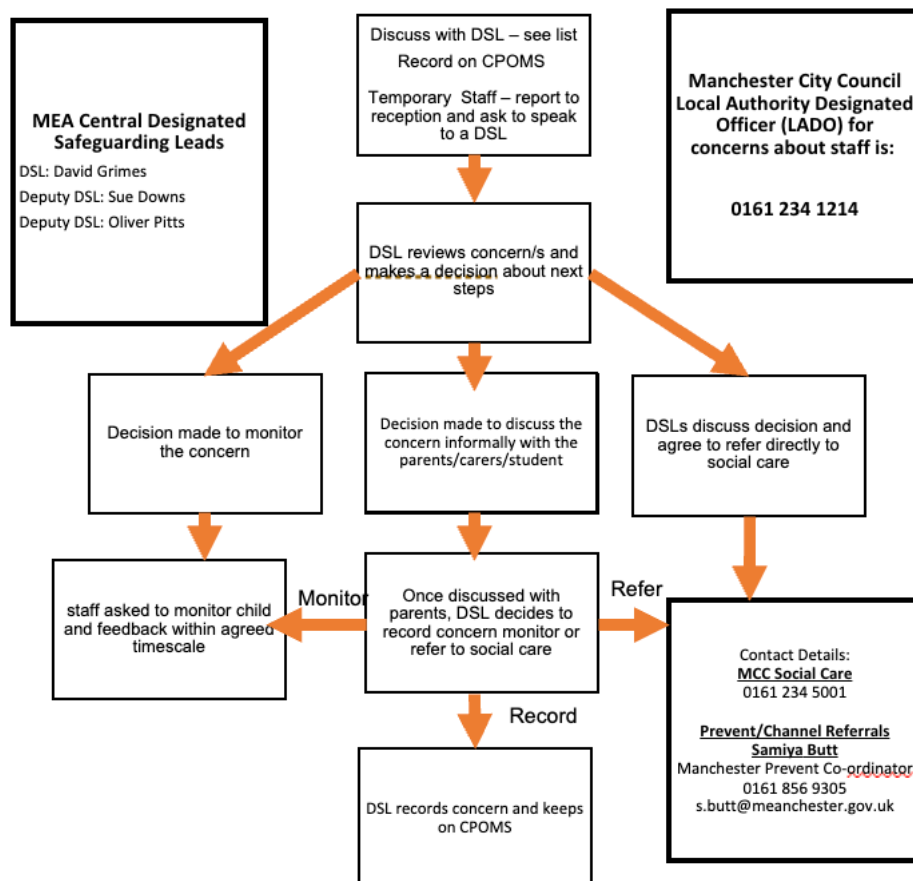 Discuss with DSL – see list
Record on CPOMS
Temporary Staff – report to
reception and ask to speak
to a DSL
MEA Central Designated
Safeguarding Leads
DSL: David Grimes
Deputy DSL: Sue Downs
Deputy DSL: Oliver Pitts
Manchester City Council
Local Authority Designated
Officer (LADO) for
concerns about staff is:
0161 234 1214
DSL reviews concern/s and
makes a decision about next
steps
Decision made to monitor
the concern
Decision made to discuss the
concern informally with the
parents/carers/student
DSLs discuss decision and
agree to refer directly to
social care
staff asked to monitor child
and feedback within agreed
timescale
Monitor
Once discussed with
parents, DSL decides to
record concern monitor or
refer to social care
Refer
Record
Contact Details:
MCC Social Care
0161 234 5001
Prevent/Channel Referrals
Samiya Butt
Manchester Prevent Co-ordinator
0161 856 9305
s.butt@meanchester.gov.uk
DSL records concern and keeps
on CPOMS